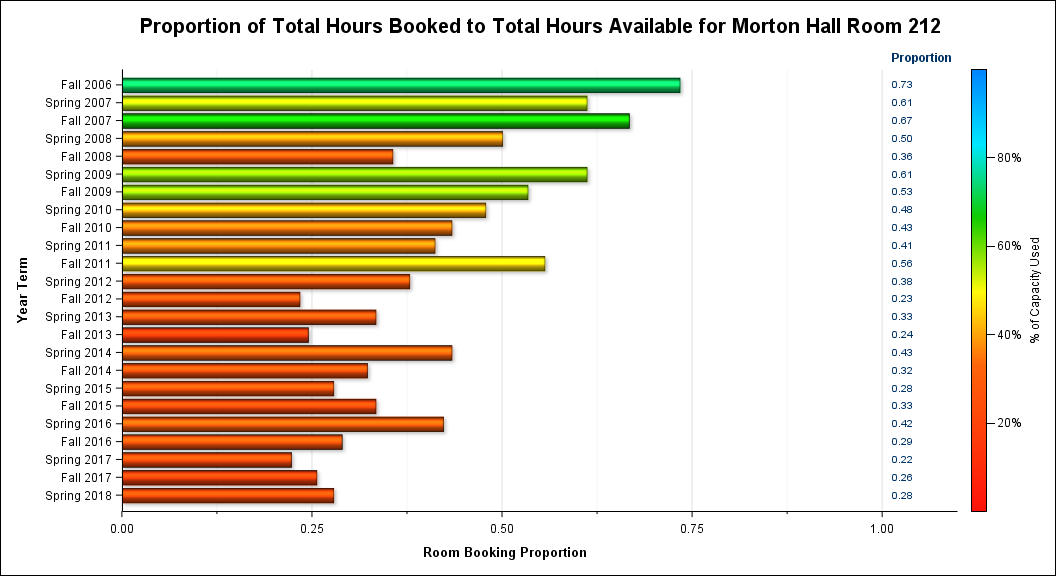 Proportion of Total Hours Booked to Total Hours Available for Morton Hall Room 212
Proportion
Fall 2006 0.73
Spring 2007 0.61
Fall 2007 0.67
Spring 2008 0.50
Fall 2008 0.36
Spring 2009 0.61
Fall 2009 0.53
Spring 2010 0.48
Fall 2010 0.43
Spring 2011 0.41
Fall 2011 0.56
Spring 2012 0.38
Fall 2012 0.23
Spring 2013 0.33
Fall 2013 0.24
Spring 2014 0.43
Fall 2014 0.32
Spring 2015 0.28
Fall 2015 0.33
Spring 2016 0.42
Fall 2016 0.29
Spring 2017 0.22
Fall 2017 0.26
Spring 2018 0.28
Year Term
0.00 0.25 0.50 0.75 1.00
Room Booking Proportion
80%
60%
40%
20%
% of Capacity Used